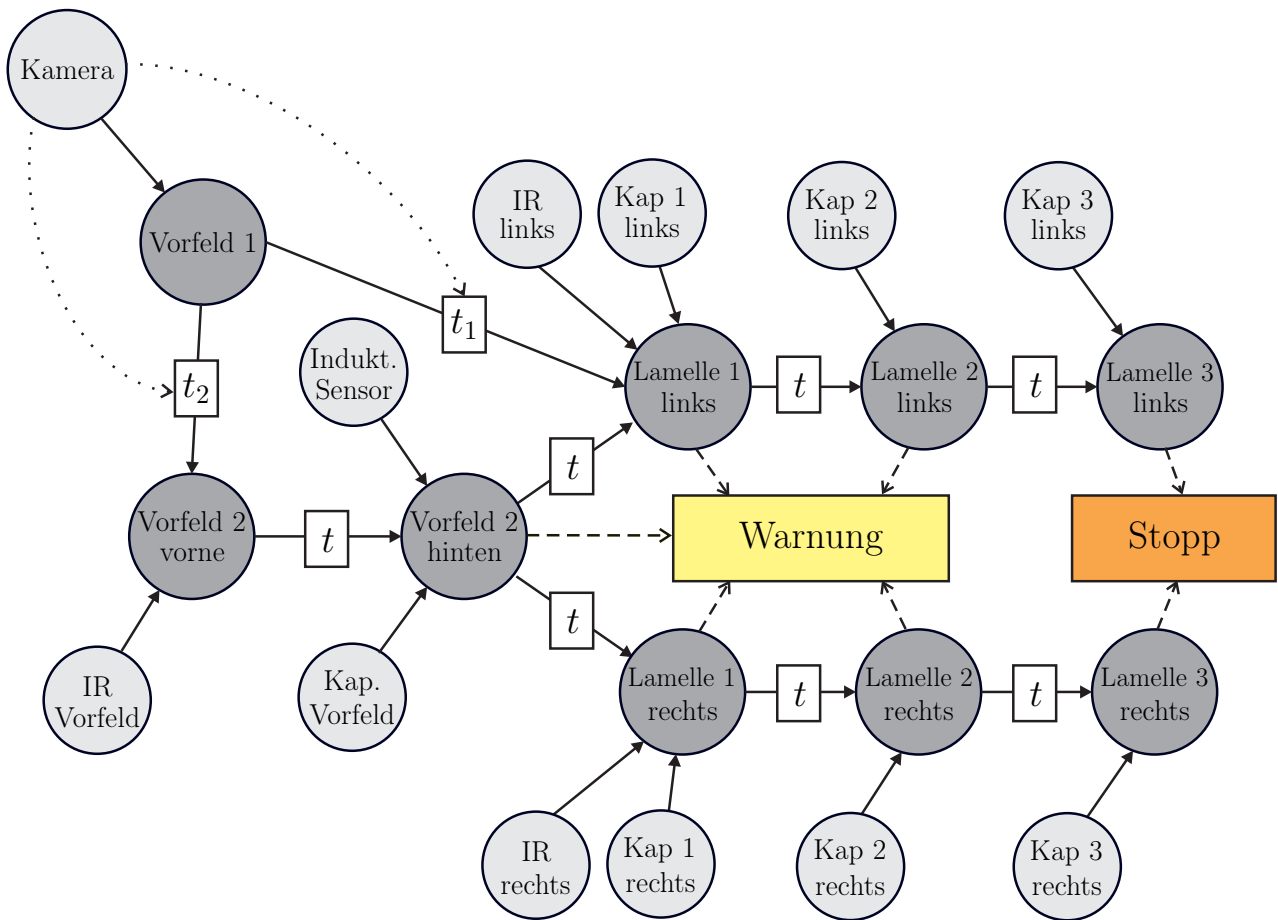 Kamera
Vorfeld 1
IR
links
Kap 1
links
Kap 2
links
Kap 3
links
t₁
t₂
Indukt.
Sensor
Lamelle 1
links
t
Lamelle 2
links
t
Lamelle 3
links
t
Vorfeld 2
vorne
t
Vorfeld 2
hinten
Warnung
Stopp
t
IR
Vorfeld
Kap.
Vorfeld
Lamelle 1
rechts
t
Lamelle 2
rechts
t
Lamelle 3
rechts
IR
rechts
Kap 1
rechts
Kap 2
rechts
Kap 3
rechts